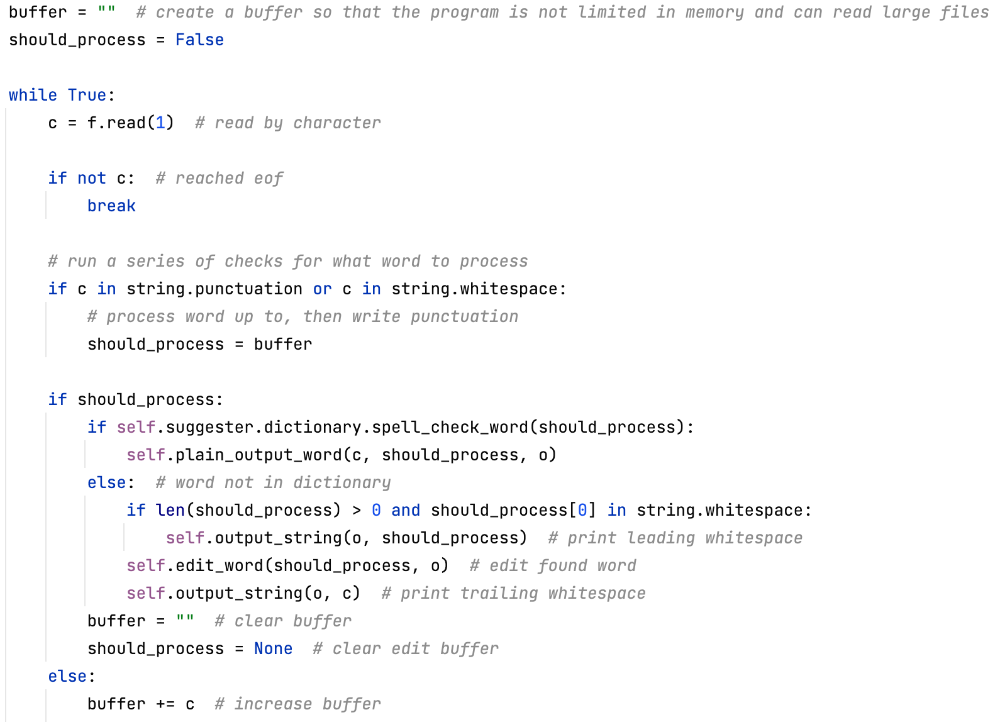 buffer = ""  # create a buffer so that the program is not limited in memory and can read large files
should_process = False

while True:
    c = f.read(1)  # read by character

    if not c:  # reached eof
        break

    # run a series of checks for what word to process
    if c in string.punctuation or c in string.whitespace:
        # process word up to, then write punctuation
        should_process = buffer

    if should_process:
        if self.suggester.dictionary.spell_check_word(should_process):
            self.plain_output_word(c, should_process, o)
        else:  # word not in dictionary
            if len(should_process) > 0 and should_process[0] in string.whitespace:
                self.output_string(o, should_process)  # print leading whitespace
            self.edit_word(should_process, o)  # edit found word
            self.output_string(o, c)  # print trailing whitespace
        buffer = ""  # clear buffer
        should_process = None  # clear edit buffer
    else:
        buffer += c  # increase buffer